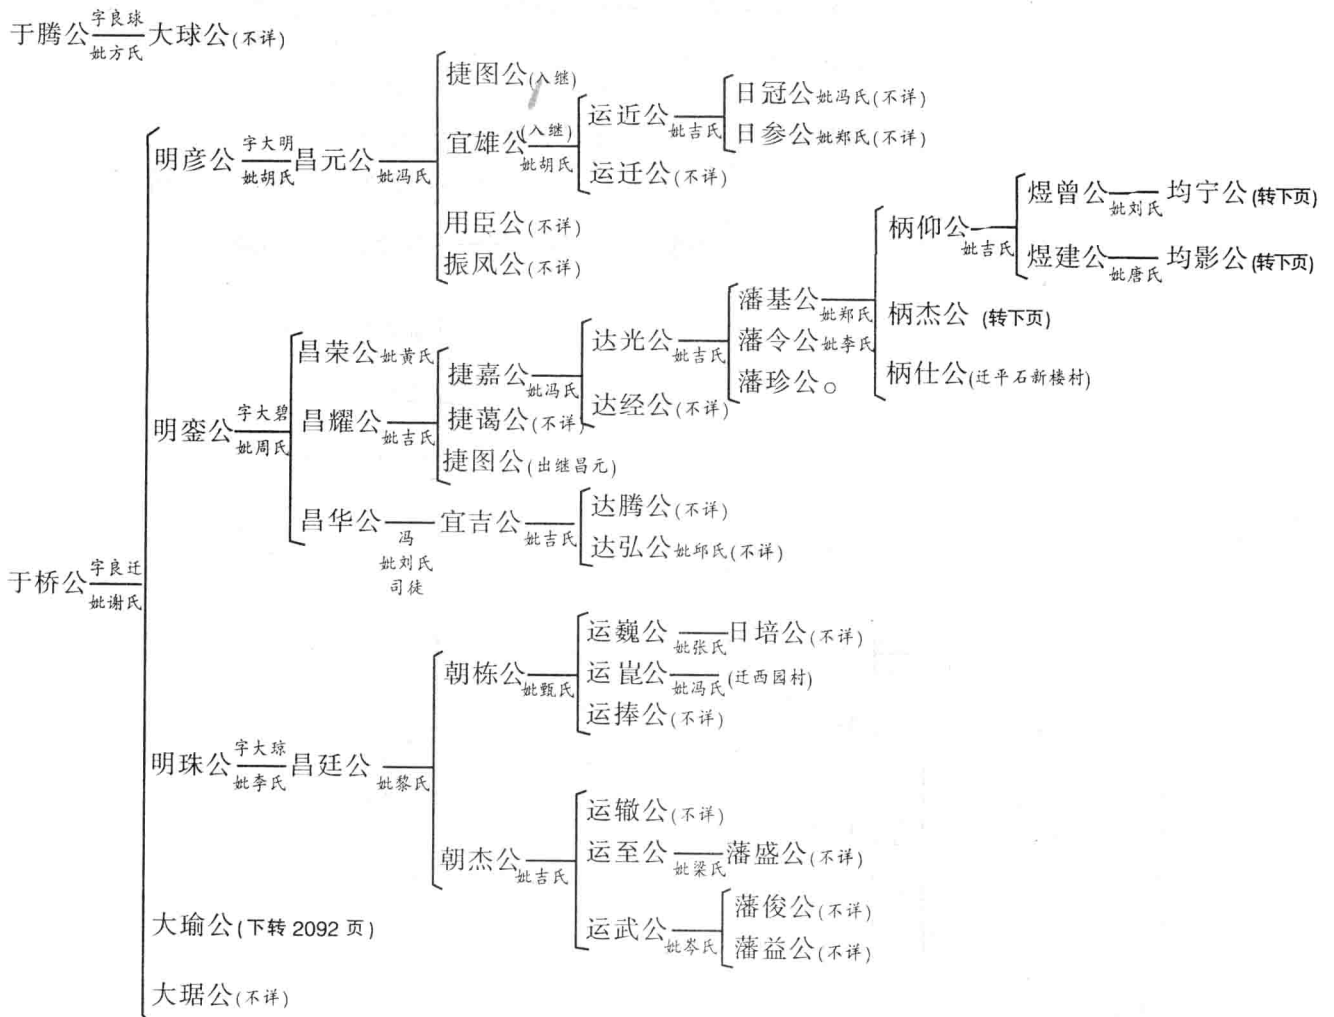 于腾公 字良球 妣方氏 大球公(不详)
于桥公 字良迁 妣谢氏
明彦公 字大明 妣胡氏 昌元公 妣冯氏
捷图公(入继)
宜雄公(入继) 妣胡氏
运近公 妣吉氏
日冠公妣冯氏(不详)
日参公妣郑氏(不详)
运迁公(不详)
用臣公(不详)
振凤公(不详)
明銮公 字大碧 妣周氏
昌荣公妣黄氏
昌耀公 妣吉氏
捷嘉公 妣冯氏
达光公 妣吉氏
藩基公 妣郑氏
柄仰公 妣吉氏
煜曾公 妣刘氏 均宁公(转下页)
煜建公 妣唐氏 均影公(转下页)
柄杰公 (转下页)
柄仕公(迁平石新楼村)
藩令公妣李氏
藩珍公。
达经公(不详)
捷蔼公(不详)
捷图公(出继昌元)
昌华公 冯 妣刘氏 司徒 宜吉公 妣吉氏
达腾公(不详)
达弘公妣邱氏(不详)
明珠公 字大琼 妣李氏 昌廷公 妣黎氏
朝栋公 妣甄氏
运巍公 妣张氏 日培公(不详)
运崑公 妣冯氏 (迁西园村)
运捧公(不详)
朝杰公 妣吉氏
运辙公(不详)
运至公 妣梁氏 藩盛公(不详)
运武公 妣岑氏
藩俊公(不详)
藩益公(不详)
大瑜公(下转 2092 页)
大琚公(不详)